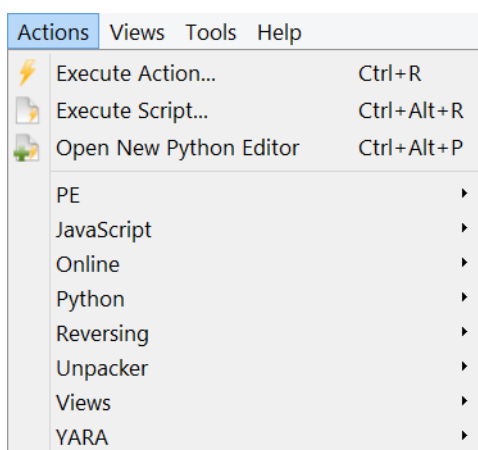 Actions Views Tools Help
Execute Action... Ctrl+R
Execute Script... Ctrl+Alt+R
Open New Python Editor Ctrl+Alt+P
PE
JavaScript
Online
Python
Reversing
Unpacker
Views
YARA